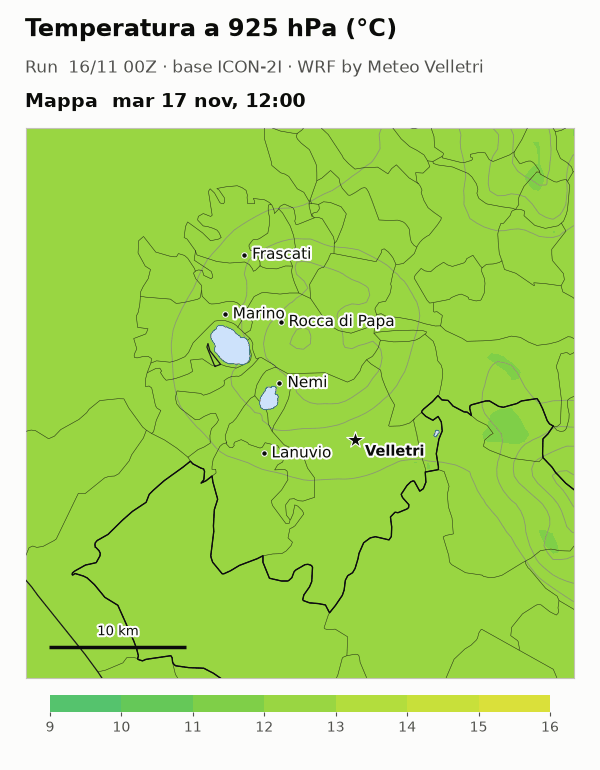 Temperatura a 925 hPa (°C)
Run  16/11 00Z · base ICON-2I · WRF by Meteo Velletri
Mappa  mar 17 nov, 12:00
Frascati
Marino
Rocca di Papa
Nemi
Velletri
Lanuvio
10 km
9 10 11 12 13 14 15 16